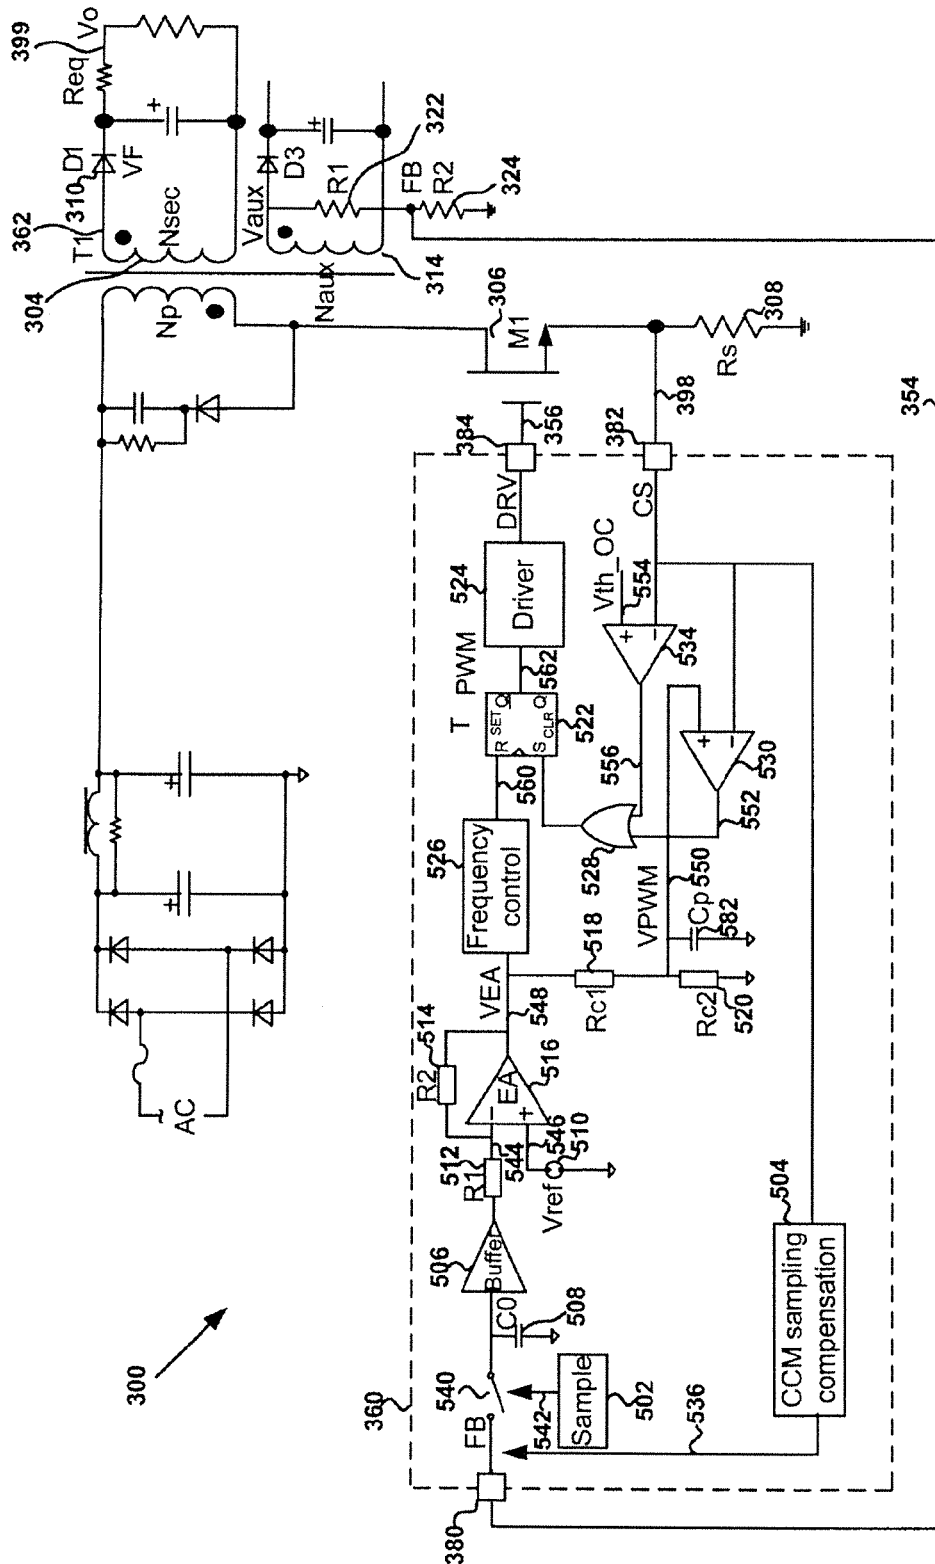 300
AC
T1
362
310
D1
VF
Req
399
Vo
304
Nsec
Np
Naux
Vaux
314
D3
R1
322
FB
R2
324
306
M1
308
Rs
398
354
356
384
DRV
382
CS
360
380
FB
540
542
Sample
502
536
C0
508
506
Buffer
R1
512
544
Vref
510
546
R2
514
EA
516
VEA
548
Frequency
control
526
560
T
R
SET
Q
S
CLR
Q
522
PWM
562
Driver
524
Vth_OC
554
+
−
534
556
528
+
−
530
552
VPWM
550
Cp
582
518
Rc1
Rc2
520
CCM sampling
compensation
504